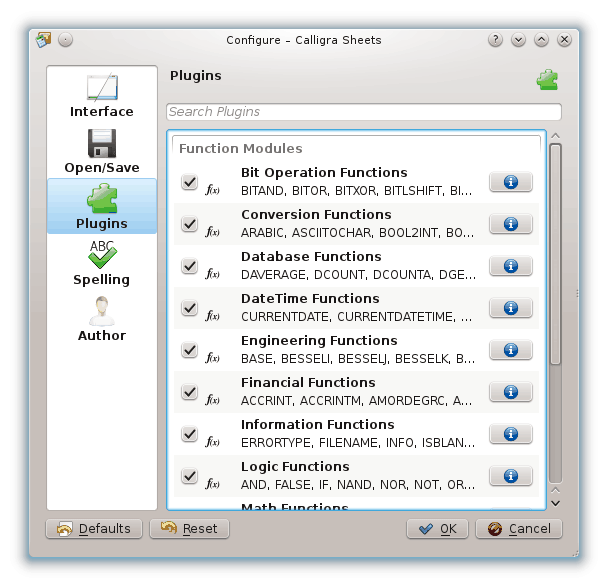 Configure – Calligra Sheets
Interface
Open/Save
Plugins
ABC
Spelling
Author
Plugins
Search Plugins
Function Modules
Bit Operation Functions
f(x) BITAND, BITOR, BITXOR, BITLSHIFT, BI...
Conversion Functions
f(x) ARABIC, ASCIITOCHAR, BOOL2INT, BO...
Database Functions
f(x) DAVERAGE, DCOUNT, DCOUNTA, DGE...
DateTime Functions
f(x) CURRENTDATE, CURRENTDATETIME, ...
Engineering Functions
f(x) BASE, BESSELI, BESSELJ, BESSELK, B...
Financial Functions
f(x) ACCRINT, ACCRINTM, AMORDEGRC, A...
Information Functions
f(x) ERRORTYPE, FILENAME, INFO, ISBLAN...
Logic Functions
f(x) AND, FALSE, IF, NAND, NOR, NOT, OR...
Math Functions
Defaults Reset OK Cancel